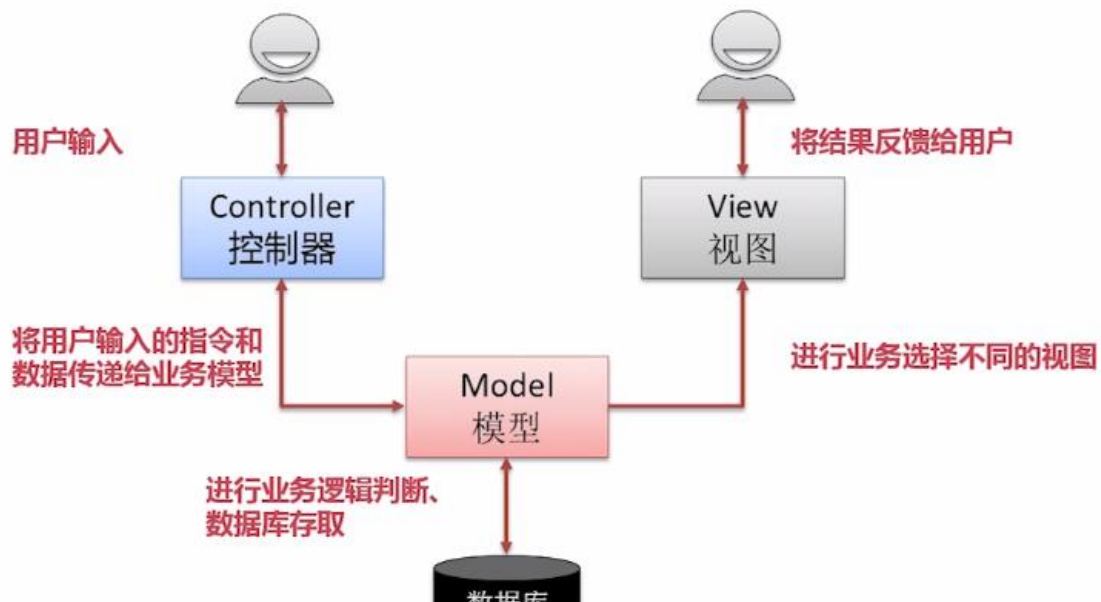 用户输入
将结果反馈给用户
Controller
控制器
View
视图
将用户输入的指令和
数据传递给业务模型
进行业务选择不同的视图
Model
模型
进行业务逻辑判断、
数据库存取
数据库